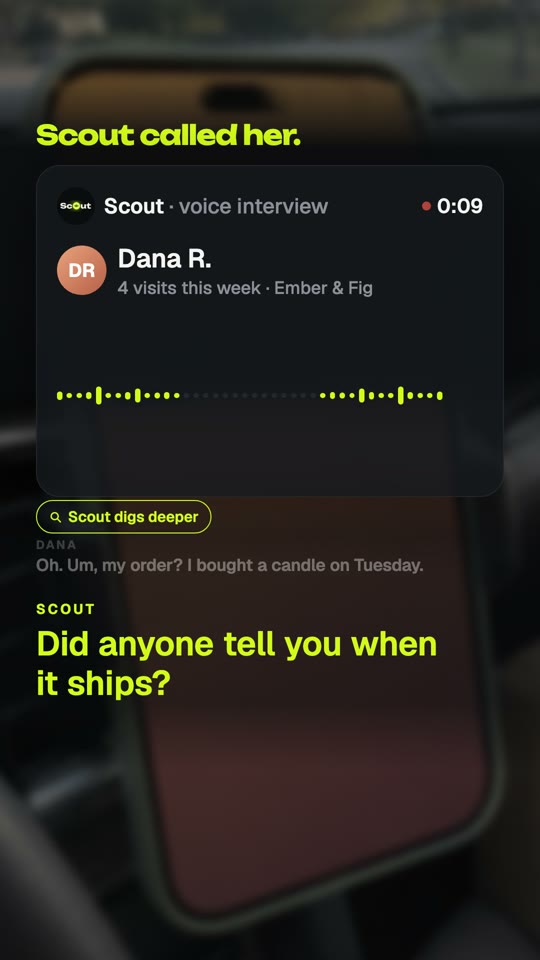 Scout called her.
Scout
Scout · voice interview
0:09
DR
Dana R.
4 visits this week · Ember & Fig
Scout digs deeper
DANA
Oh. Um, my order? I bought a candle on Tuesday.
SCOUT
Did anyone tell you when
it ships?